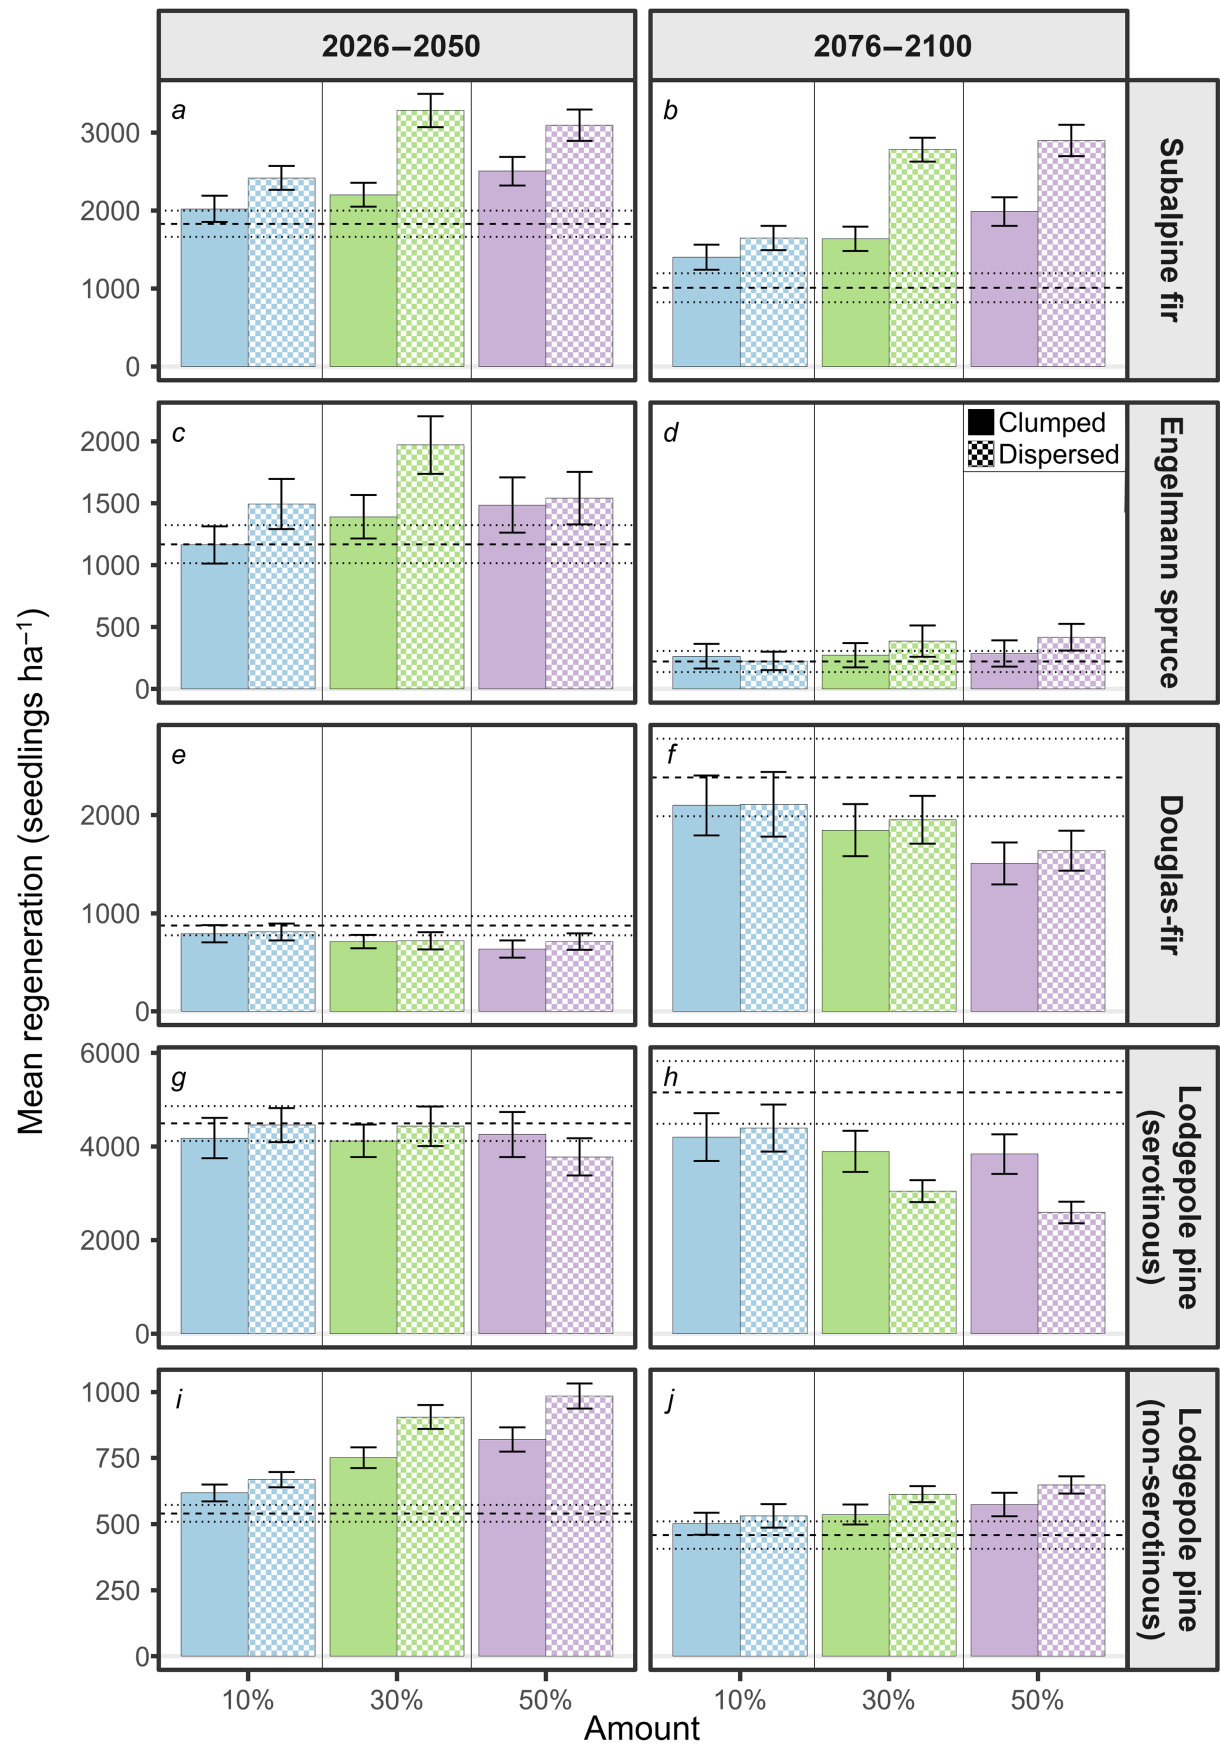 2026–2050 2076–2100
a b
3000
2000
1000
0
Subalpine fir
c d
Clumped
Dispersed
2000
1500
1000
500
0
Engelmann spruce
e f
2000
1000
0
Douglas-fir
g h
6000
4000
2000
0
Lodgepole pine
(serotinous)
i j
1000
750
500
250
0
Lodgepole pine
(non-serotinous)
10% 30% 50% 10% 30% 50%
Amount
Mean regeneration (seedlings ha⁻¹)